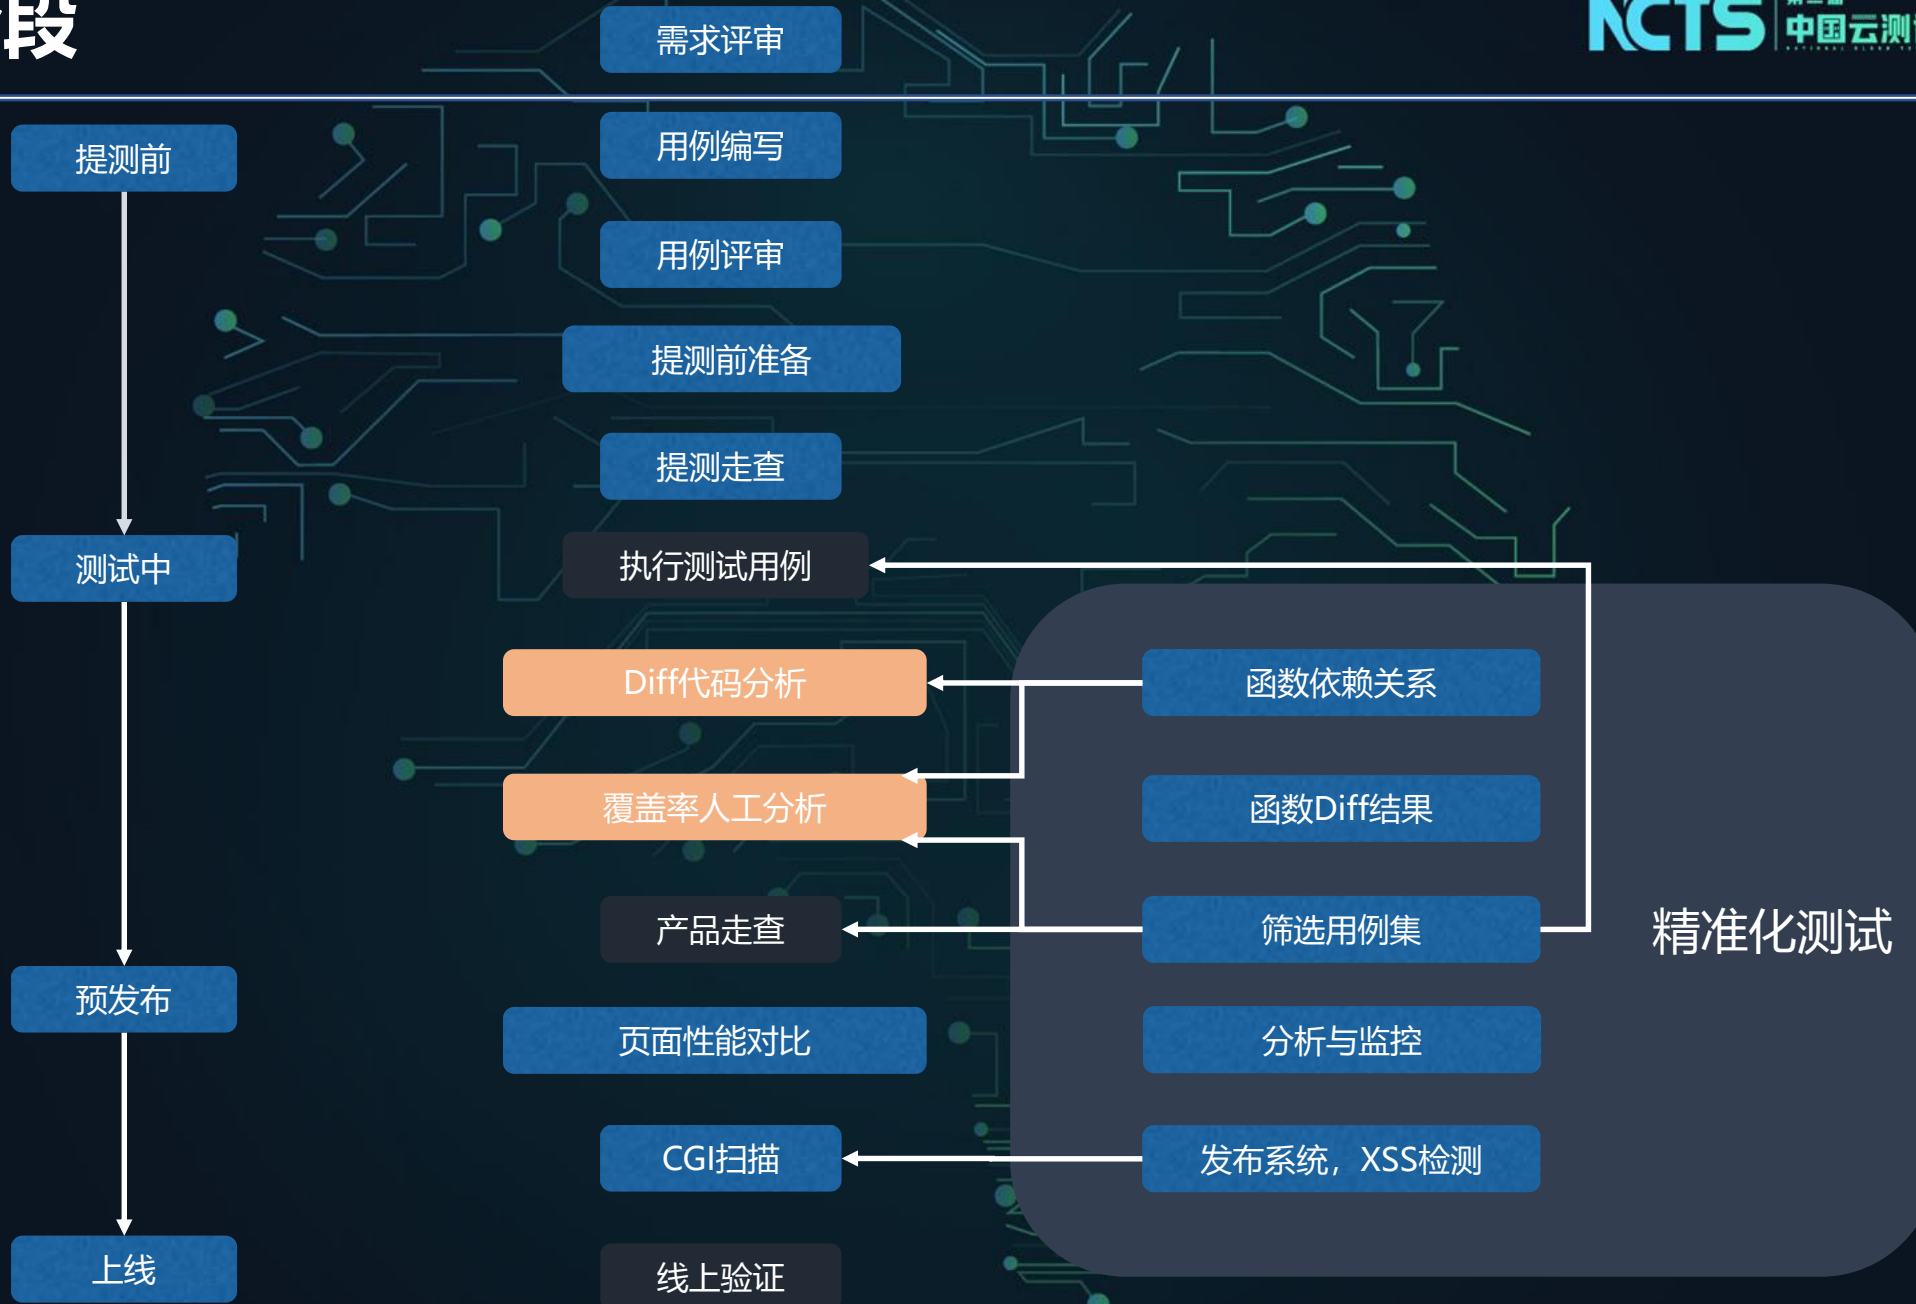 段
需求评审
NCTS
中国云测
提测前
用例编写
用例评审
提测前准备
提测走查
测试中
执行测试用例
Diff代码分析
函数依赖关系
覆盖率人工分析
函数Diff结果
产品走查
筛选用例集
精准化测试
预发布
页面性能对比
分析与监控
CGI扫描
发布系统，XSS检测
上线
线上验证